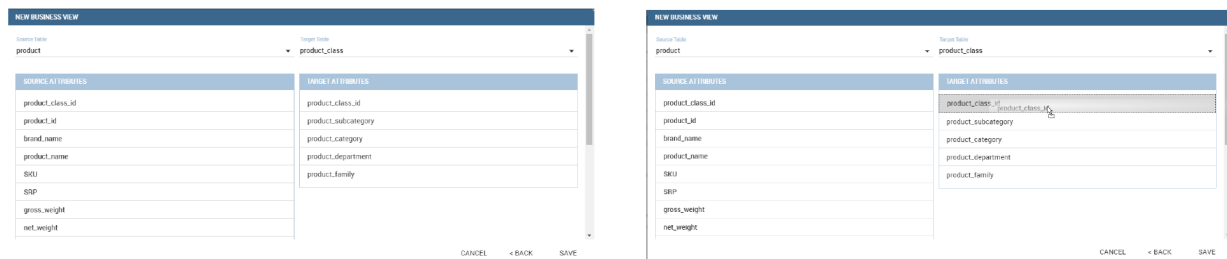 NEW BUSINESS VIEW
Source Table
Target Table
product
product_class
SOURCE ATTRIBUTES
TARGET ATTRIBUTES
product_class_id
product_class_id
product_id
product_subcategory
brand_name
product_category
product_name
product_department
SKU
product_family
SRP
gross_weight
net_weight
CANCEL
< BACK
SAVE
NEW BUSINESS VIEW
Source Table
Target Table
product
product_class
SOURCE ATTRIBUTES
TARGET ATTRIBUTES
product_class_id
product_class_id
product_class_id
product_id
product_subcategory
brand_name
product_category
product_name
product_department
SKU
product_family
SRP
gross_weight
net_weight
CANCEL
< BACK
SAVE